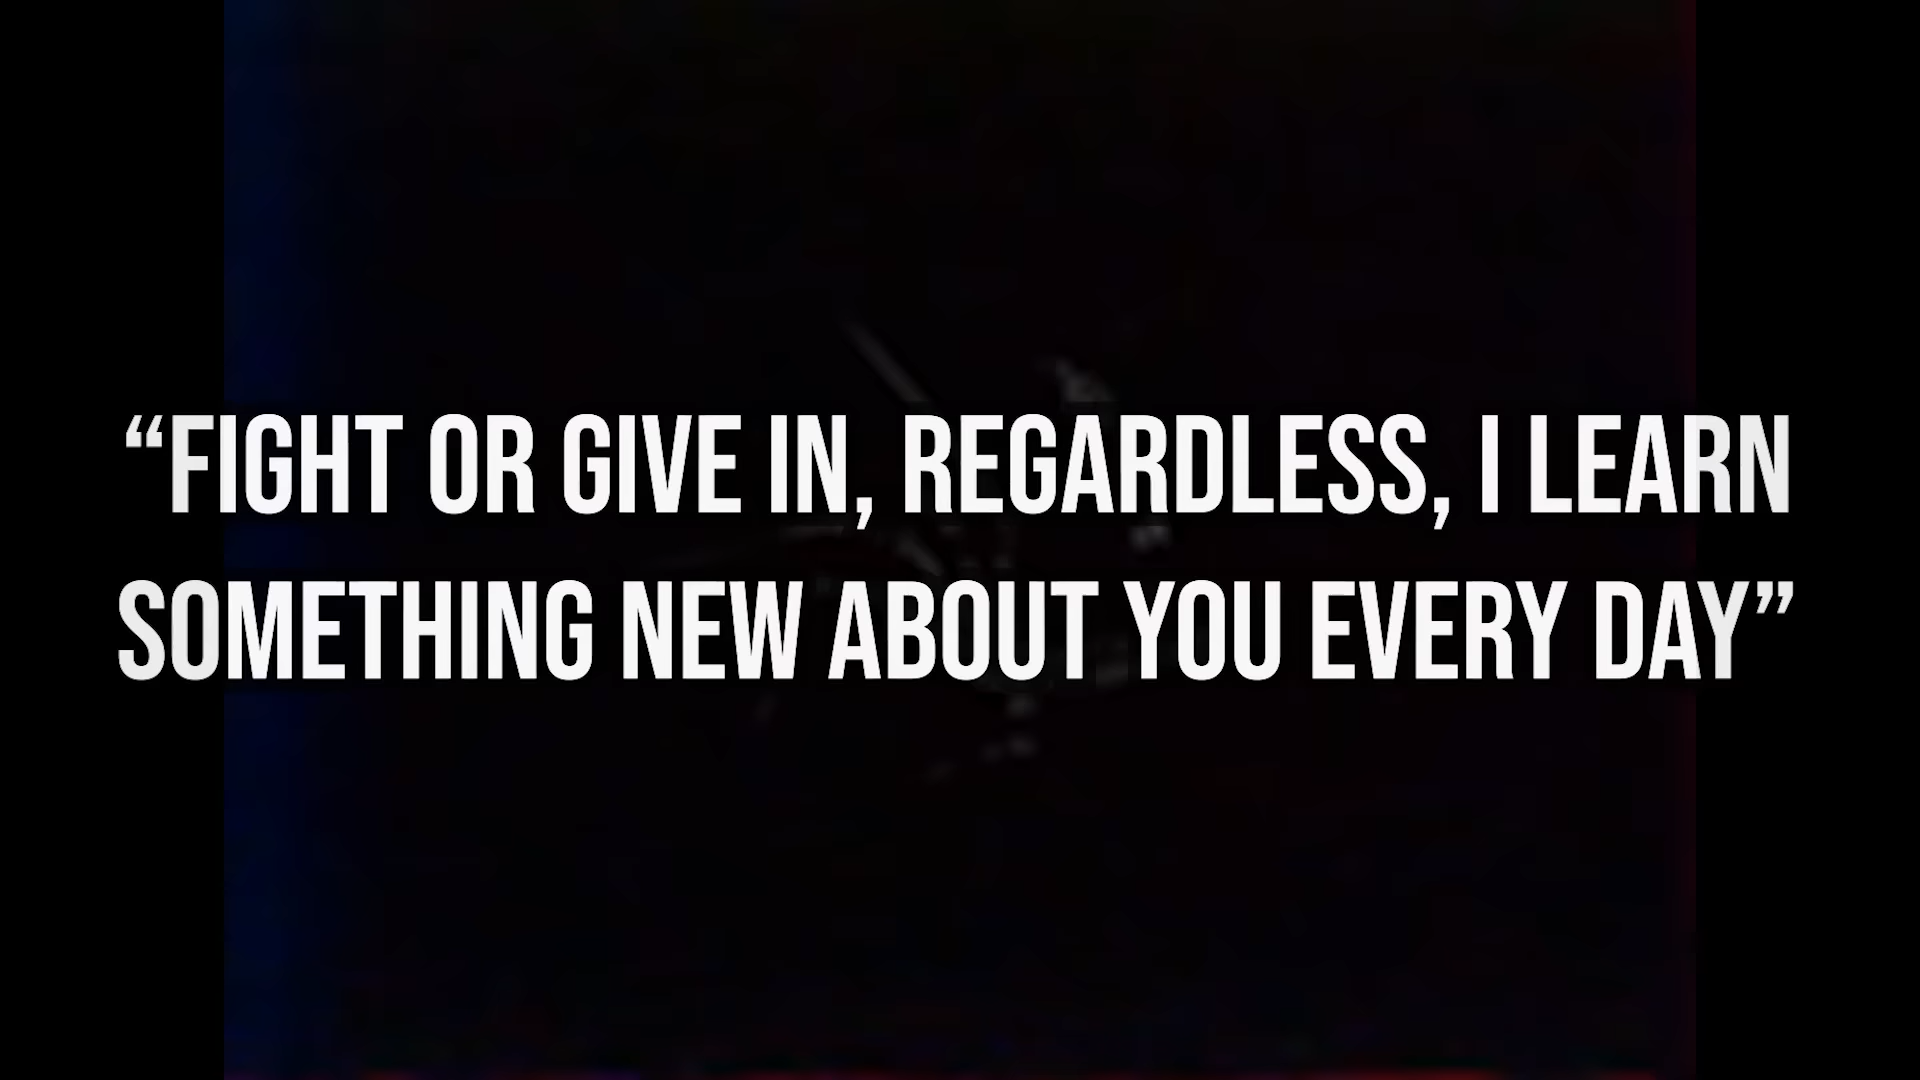 “FIGHT OR GIVE IN, REGARDLESS, I LEARN
SOMETHING NEW ABOUT YOU EVERY DAY”